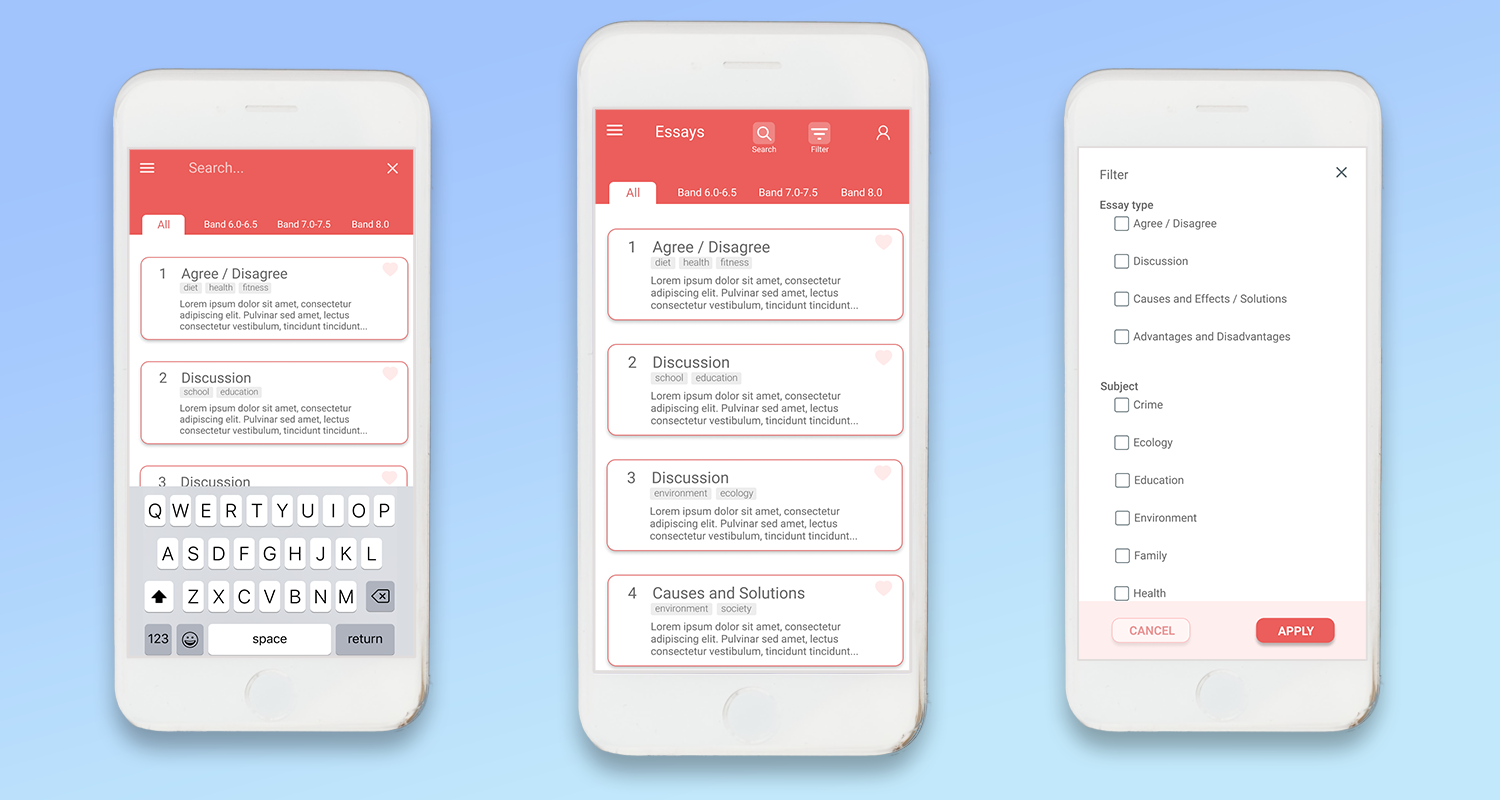 Search...
All Band 6.0-6.5 Band 7.0-7.5 Band 8.0
1 Agree / Disagree
diet health fitness
Lorem ipsum dolor sit amet, consectetur
adipiscing elit. Pulvinar sed amet, lectus
consectetur vestibulum, tincidunt tincidunt...
2 Discussion
school education
Lorem ipsum dolor sit amet, consectetur
adipiscing elit. Pulvinar sed amet, lectus
consectetur vestibulum, tincidunt tincidunt...
3 Discussion
Q W E R T Y U I O P
A S D F G H J K L
Z X C V B N M
123 space return
Essays
Search Filter
All Band 6.0-6.5 Band 7.0-7.5 Band 8.0
1 Agree / Disagree
diet health fitness
Lorem ipsum dolor sit amet, consectetur
adipiscing elit. Pulvinar sed amet, lectus
consectetur vestibulum, tincidunt tincidunt...
2 Discussion
school education
Lorem ipsum dolor sit amet, consectetur
adipiscing elit. Pulvinar sed amet, lectus
consectetur vestibulum, tincidunt tincidunt...
3 Discussion
environment ecology
Lorem ipsum dolor sit amet, consectetur
adipiscing elit. Pulvinar sed amet, lectus
consectetur vestibulum, tincidunt tincidunt...
4 Causes and Solutions
environment society
Lorem ipsum dolor sit amet, consectetur
adipiscing elit. Pulvinar sed amet, lectus
consectetur vestibulum, tincidunt tincidunt...
Filter
Essay type
Agree / Disagree
Discussion
Causes and Effects / Solutions
Advantages and Disadvantages
Subject
Crime
Ecology
Education
Environment
Family
Health
CANCEL APPLY